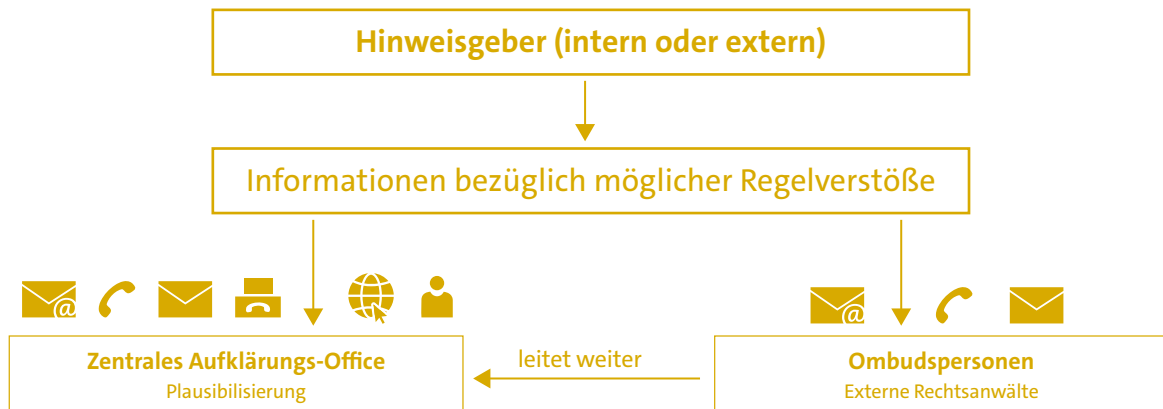 Hinweisgeber (intern oder extern)
Informationen bezüglich möglicher Regelverstöße
@
@
Zentrales Aufklärungs-Office
Plausibilisierung
leitet weiter
Ombudspersonen
Externe Rechtsanwälte